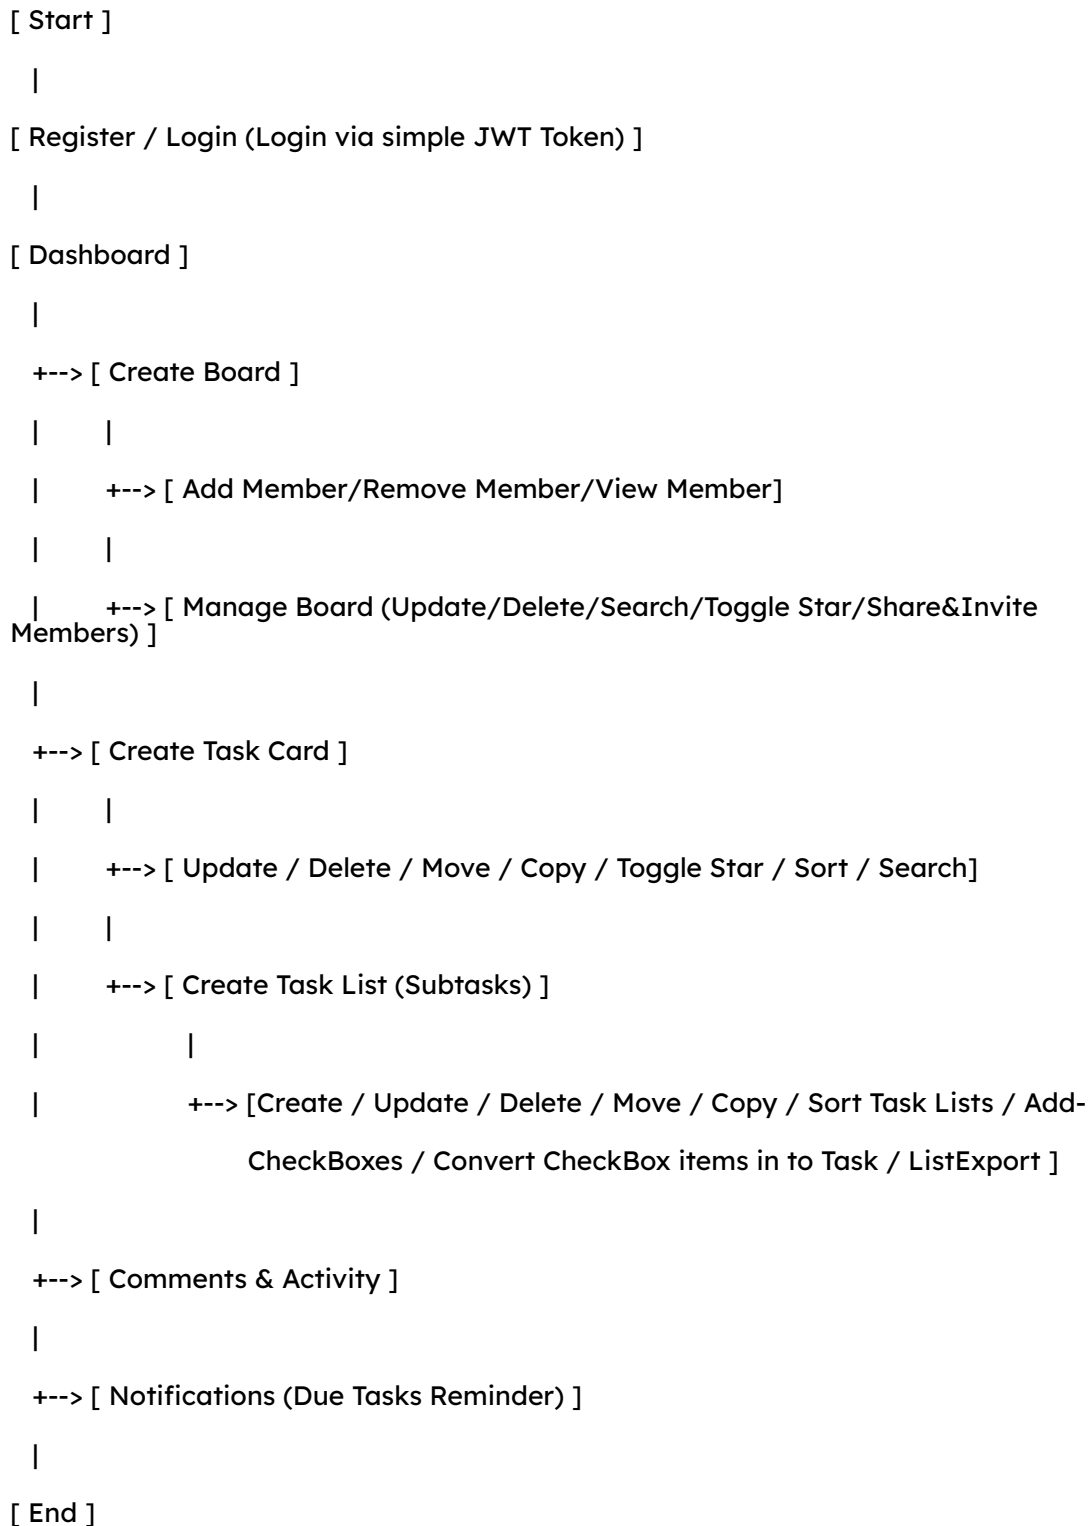 [ Start ]
|
[ Register / Login (Login via simple JWT Token) ]
|
[ Dashboard ]
|
+--> [ Create Board ]
|      |
|      +--> [ Add Member/Remove Member/View Member]
|      |
|      +--> [ Manage Board (Update/Delete/Search/Toggle Star/Share&Invite
Members) ]
|
+--> [ Create Task Card ]
|      |
|      +--> [ Update / Delete / Move / Copy / Toggle Star / Sort / Search]
|      |
|      +--> [ Create Task List (Subtasks) ]
|            |
|            +--> [Create / Update / Delete / Move / Copy / Sort Task Lists / Add-
CheckBoxes / Convert CheckBox items in to Task / ListExport ]
|
+--> [ Comments & Activity ]
|
+--> [ Notifications (Due Tasks Reminder) ]
|
[ End ]